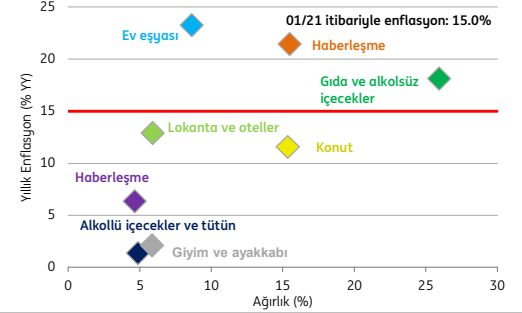 25
01/21 itibariyle enflasyon: 15.0%
Ev eşyası
Haberleşme
20
Gıda ve alkolsüz
içecekler
15
Lokanta ve oteller
Konut
10
Haberleşme
5
Alkollü içecekler ve tütün
Giyim ve ayakkabı
0
Yıllık Enflasyon (% YY)
0 5 10 15 20 25 30
Ağırlık (%)